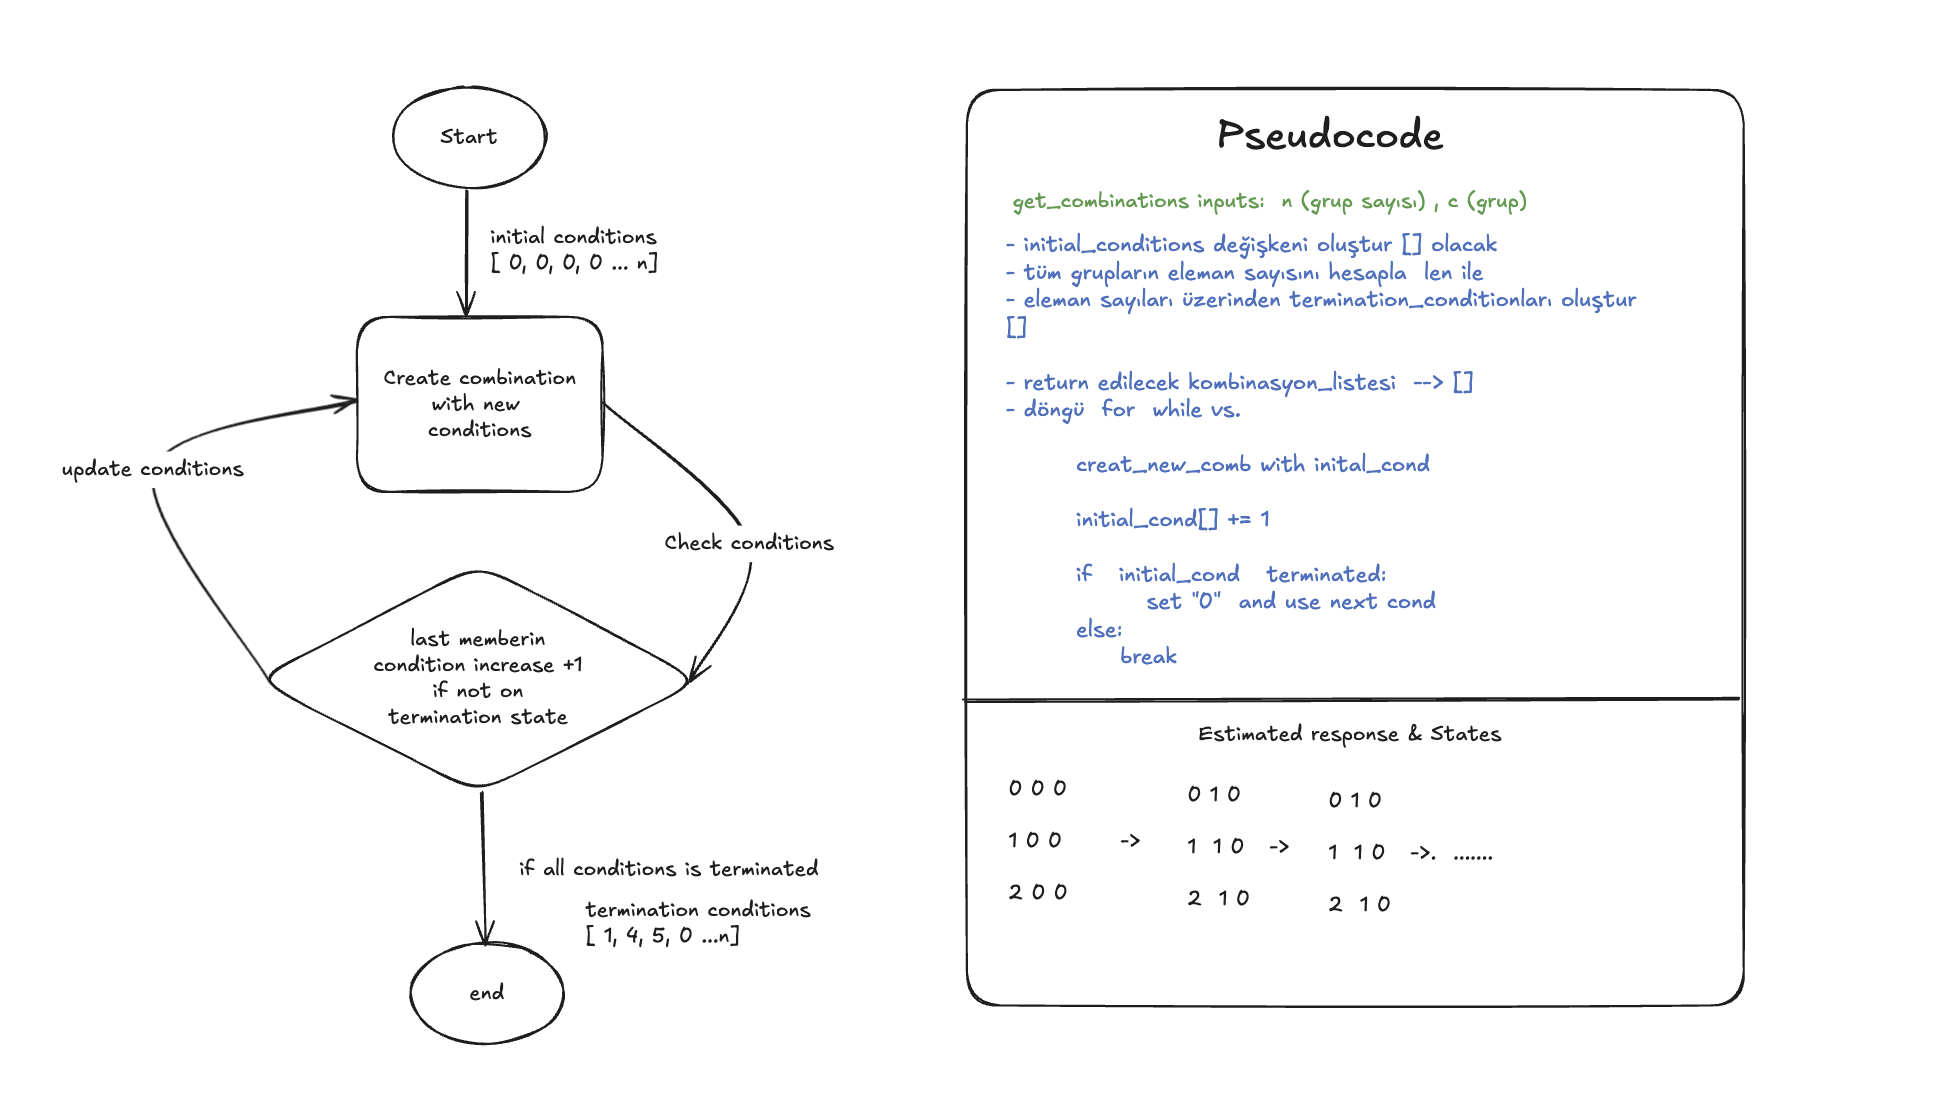 Start
initial conditions
[ 0, 0, 0, 0 ... n]
Create combination
with new
conditions
update conditions
Check conditions
last memberin
condition increase +1
if not on
termination state
if all conditions is terminated
termination conditions
[ 1, 4, 5, 0 ...n]
end
Pseudocode
get_combinations inputs: n (grup sayısı) , c (grup)
- initial_conditions değişkeni oluştur [] olacak
- tüm grupların eleman sayısını hesapla len ile
- eleman sayıları üzerinden termination_conditionları oluştur
[]
- return edilecek kombinasyon_listesi --> []
- döngü for while vs.
creat_new_comb with inital_cond
initial_cond[] += 1
if initial_cond terminated:
set "0" and use next cond
else:
break
Estimated response & States
0 0 0 0 1 0 0 1 0
1 0 0 -> 1 1 0 -> 1 1 0 ->. .......
2 0 0 2 1 0 2 1 0